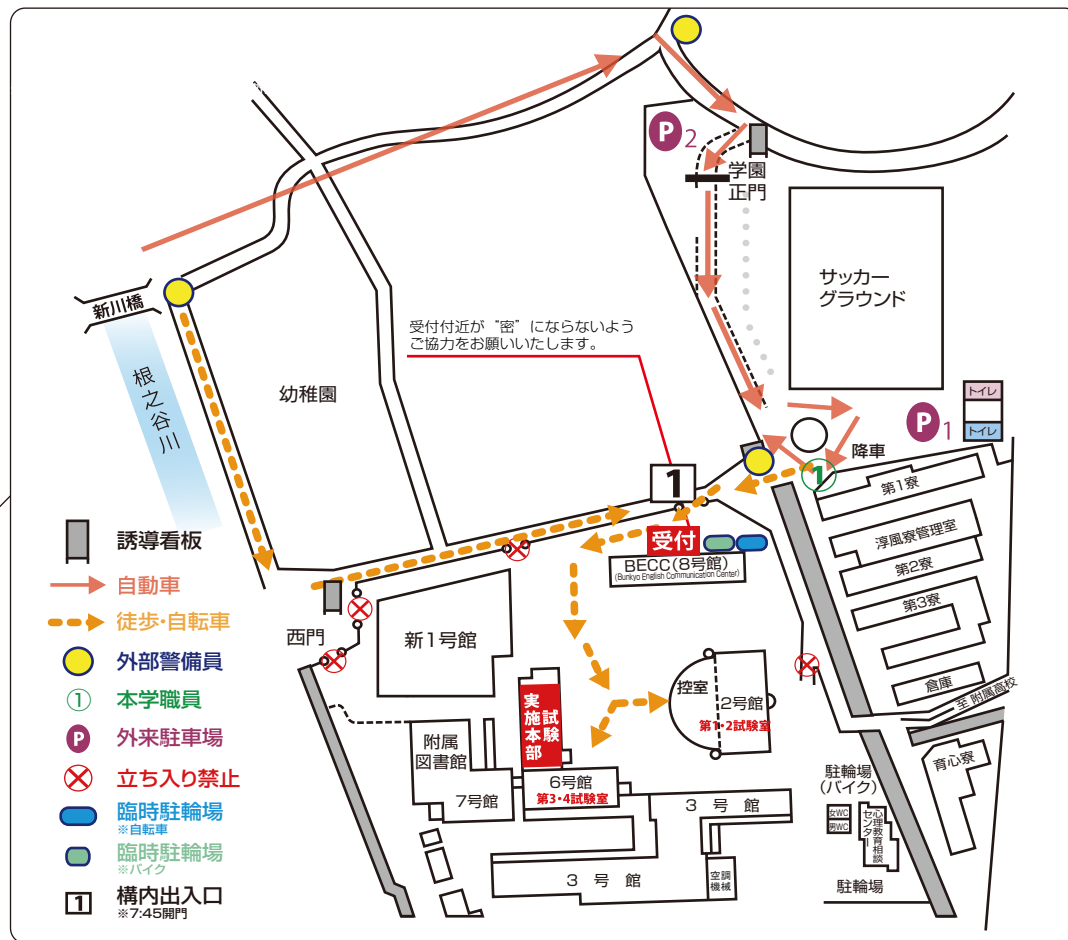 P 2
学園
正門
サッカー
グラウンド
新川橋
根之谷川
受付付近が“密”にならないよう
ご協力をお願いいたします。
幼稚園
P 1
トイレ
トイレ
降車
1
1
第1寮
淳風寮管理室
第2寮
第3寮
倉庫
至 附属高校
育心寮
受付
BECC(8号館)
(Bunkyo English Communication Center)
西門
新1号館
控室
2号館
第1・2試験室
試験
実施本部
附属
図書館
7号館
6号館
第3・4試験室
3 号 館
3 号 館
空調
機械
駐輪場
(バイク)
女WC
男WC
心理教育相談
センター
駐輪場
誘導看板
自動車
徒歩・自転車
外部警備員
1 本学職員
P 外来駐車場
立ち入り禁止
臨時駐輪場
※自転車
臨時駐輪場
※バイク
1 構内出入口
※7:45開門